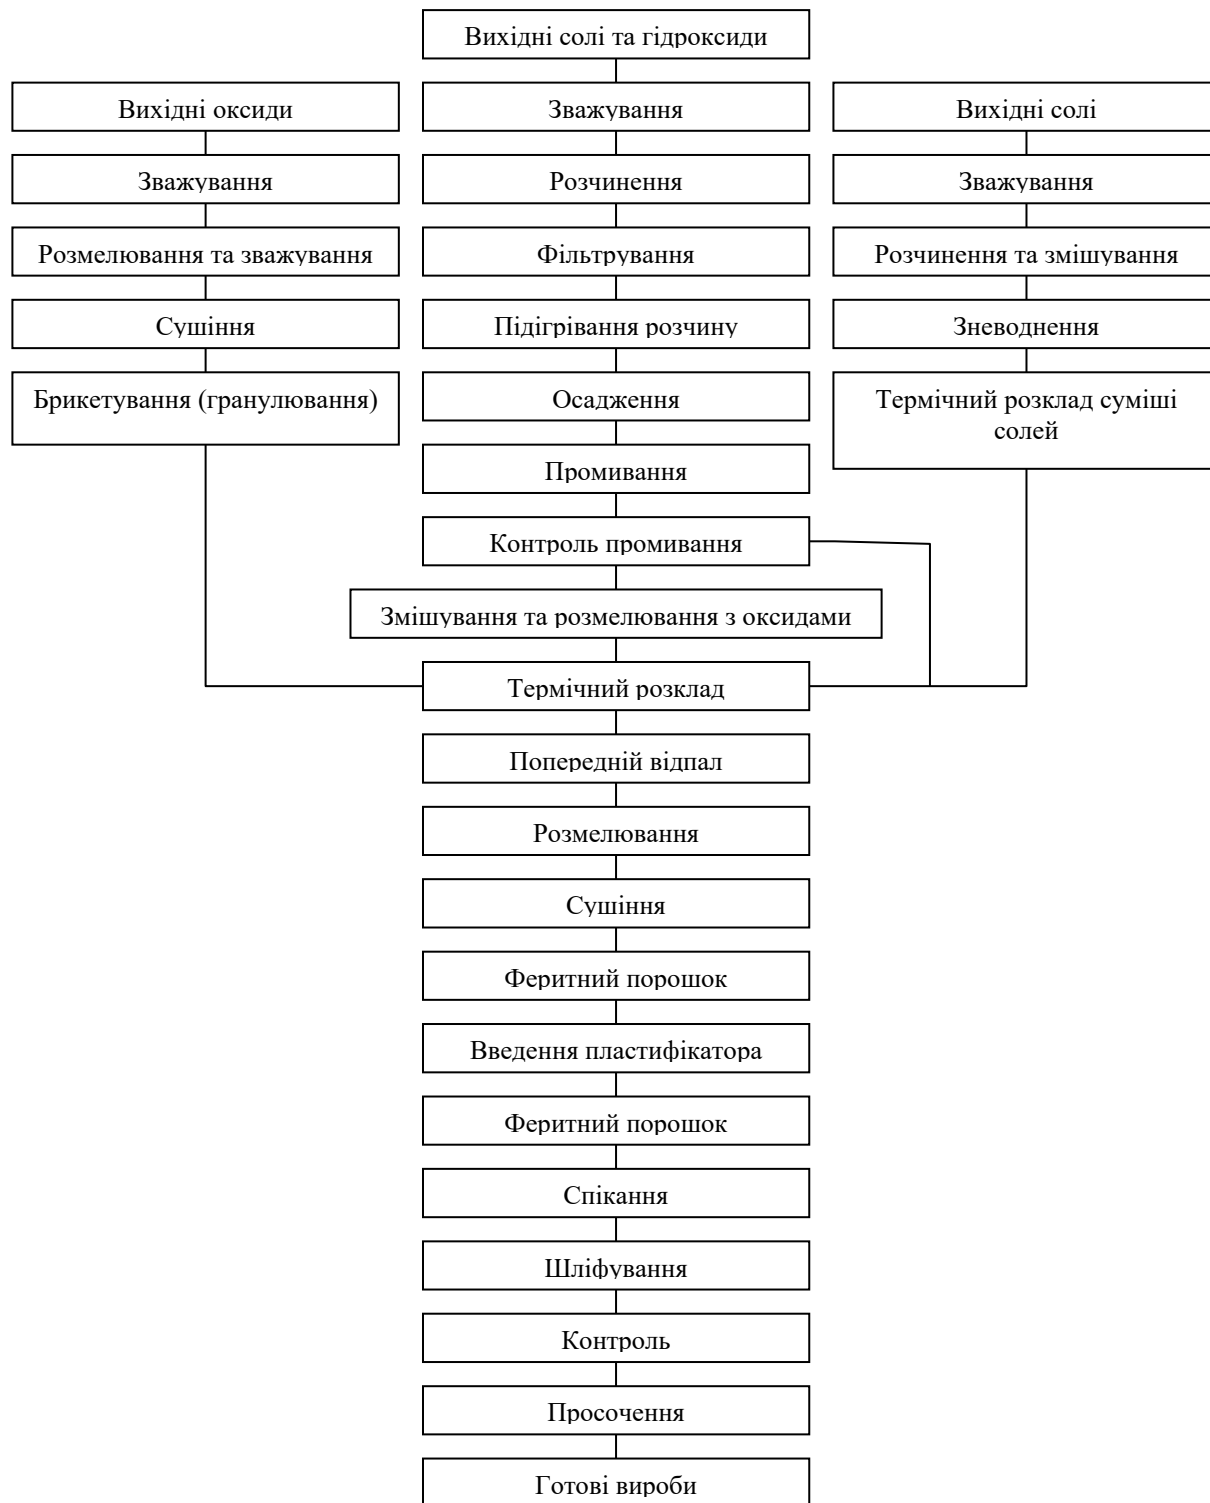 Вихідні солі та гідроксиди
Вихідні оксиди
Зважування
Вихідні солі
Зважування
Розчинення
Зважування
Розмелювання та зважування
Фільтрування
Розчинення та змішування
Сушіння
Підігрівання розчину
Зневоднення
Брикетування (гранулювання)
Осадження
Термічний розклад суміші
солей
Промивання
Контроль промивання
Змішування та розмелювання з оксидами
Термічний розклад
Попередній відпал
Розмелювання
Сушіння
Феритний порошок
Введення пластифікатора
Феритний порошок
Спікання
Шліфування
Контроль
Просочення
Готові вироби